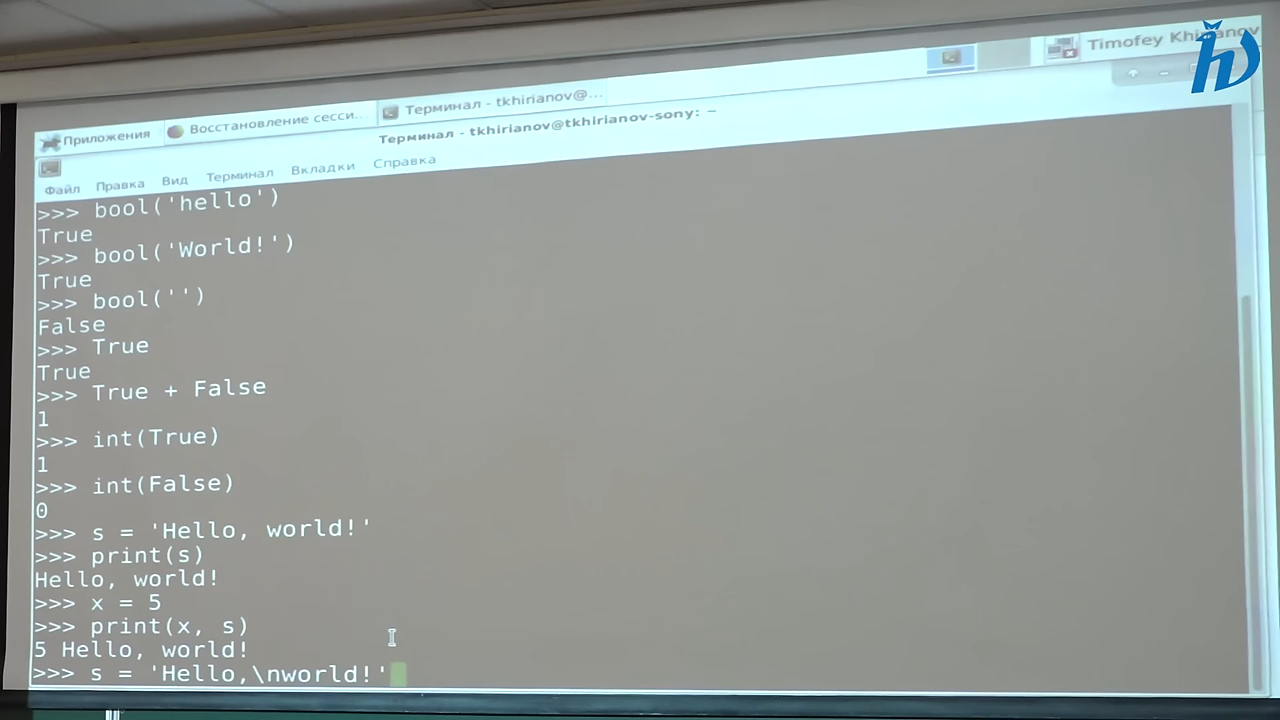 Timofey Khirianov
Приложения
Восстановление сесси...
Терминал - tkhirianov@...
Терминал - tkhirianov@tkhirianov-sony: ~
Файл Правка Вид Терминал Вкладки Справка
>>> bool('hello')
True
>>> bool('World!')
True
>>> bool('')
False
>>> True
True
>>> True + False
1
>>> int(True)
1
>>> int(False)
0
>>> s = 'Hello, world!'
>>> print(s)
Hello, world!
>>> x = 5
>>> print(x, s)
5 Hello, world!
>>> s = 'Hello,\nworld!'